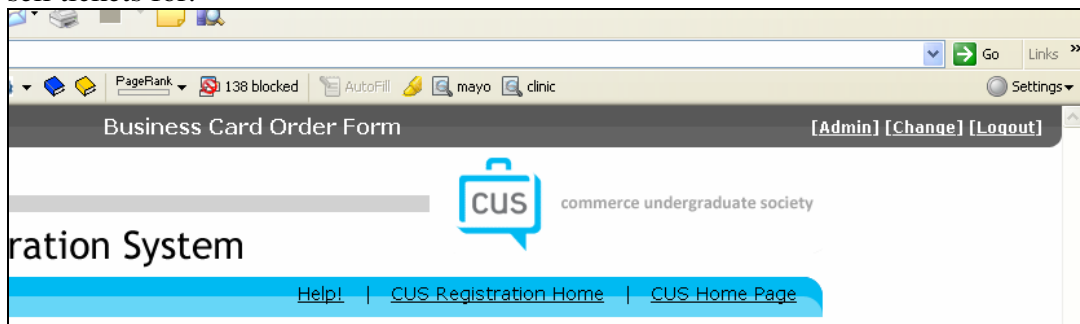 Go Links »
PageRank 138 blocked AutoFill mayo clinic Settings
Business Card Order Form [Admin] [Change] [Logout]
cus commerce undergraduate society
ration System
Help! | CUS Registration Home | CUS Home Page